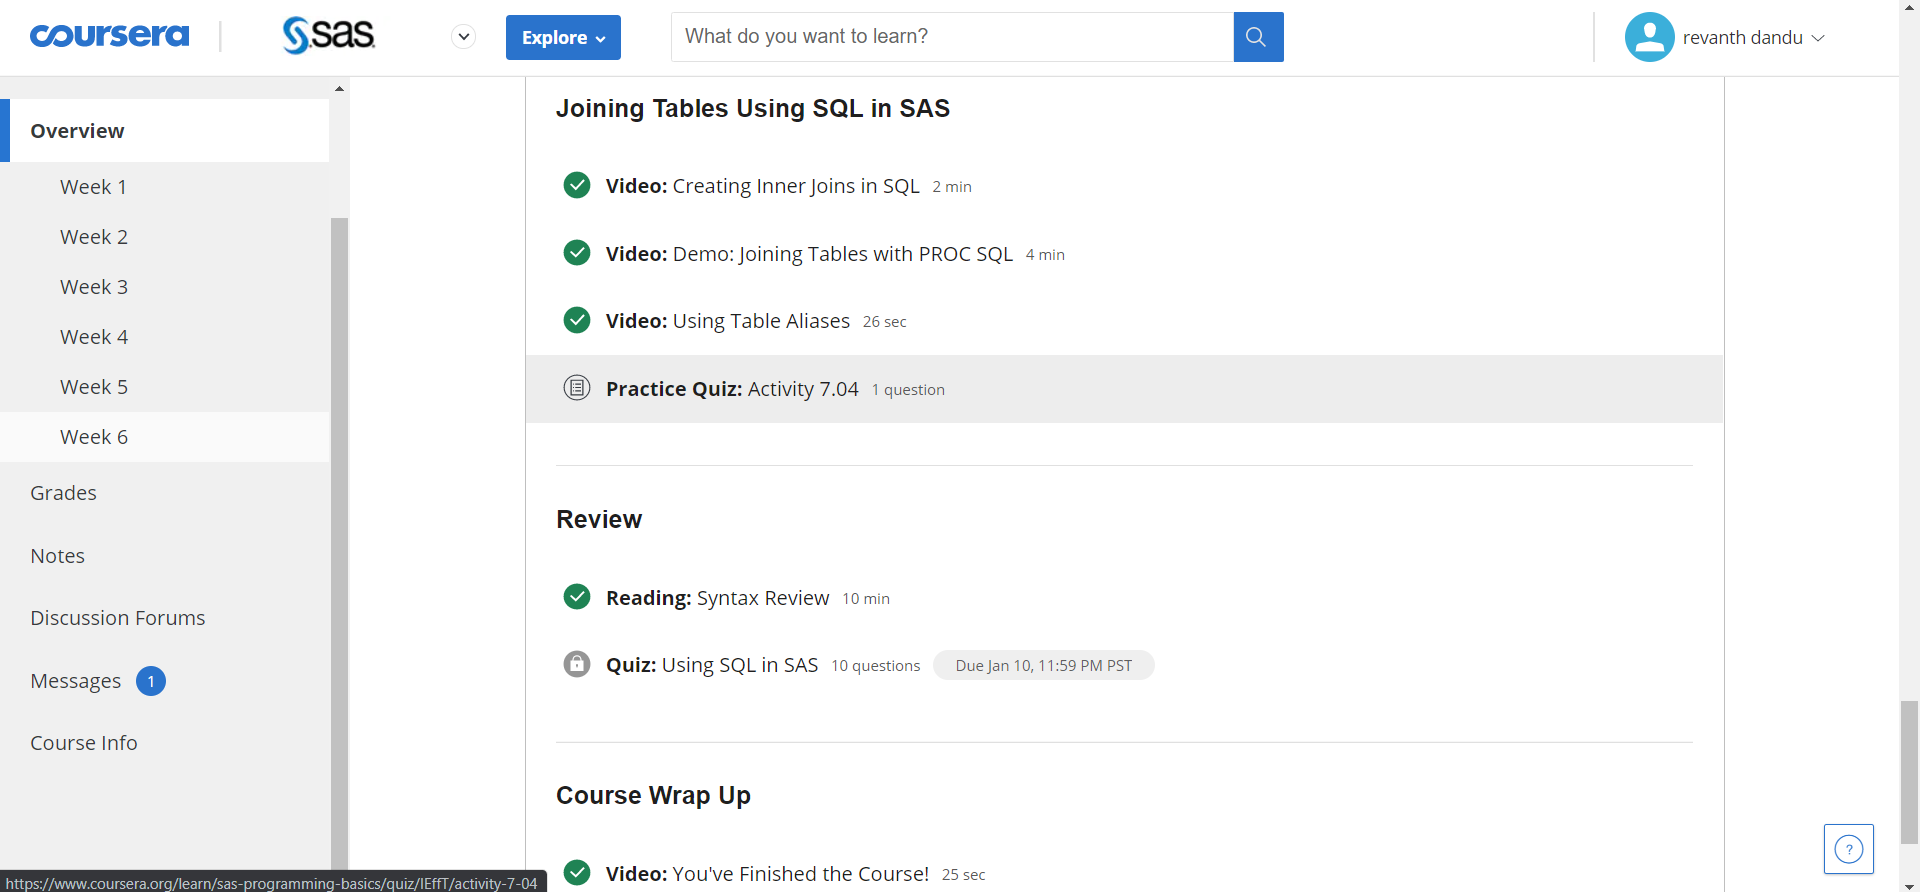 coursera
sas
Explore
What do you want to learn?
revanth dandu
Overview
Week 1
Week 2
Week 3
Week 4
Week 5
Week 6
Grades
Notes
Discussion Forums
Messages 1
Course Info
Joining Tables Using SQL in SAS
Video: Creating Inner Joins in SQL 2 min
Video: Demo: Joining Tables with PROC SQL 4 min
Video: Using Table Aliases 26 sec
Practice Quiz: Activity 7.04 1 question
Review
Reading: Syntax Review 10 min
Quiz: Using SQL in SAS 10 questions Due Jan 10, 11:59 PM PST
Course Wrap Up
Video: You've Finished the Course! 25 sec
?
https://www.coursera.org/learn/sas-programming-basics/quiz/IEffT/activity-7-04